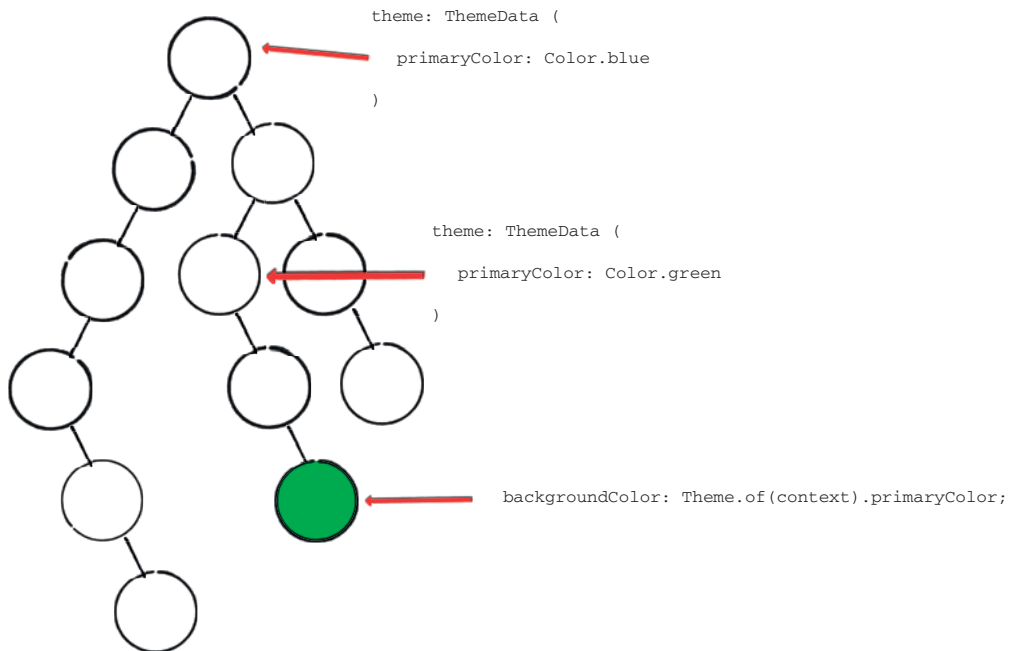 theme: ThemeData (
primaryColor: Color.blue
)
theme: ThemeData (
primaryColor: Color.green
)
backgroundColor: Theme.of(context).primaryColor;